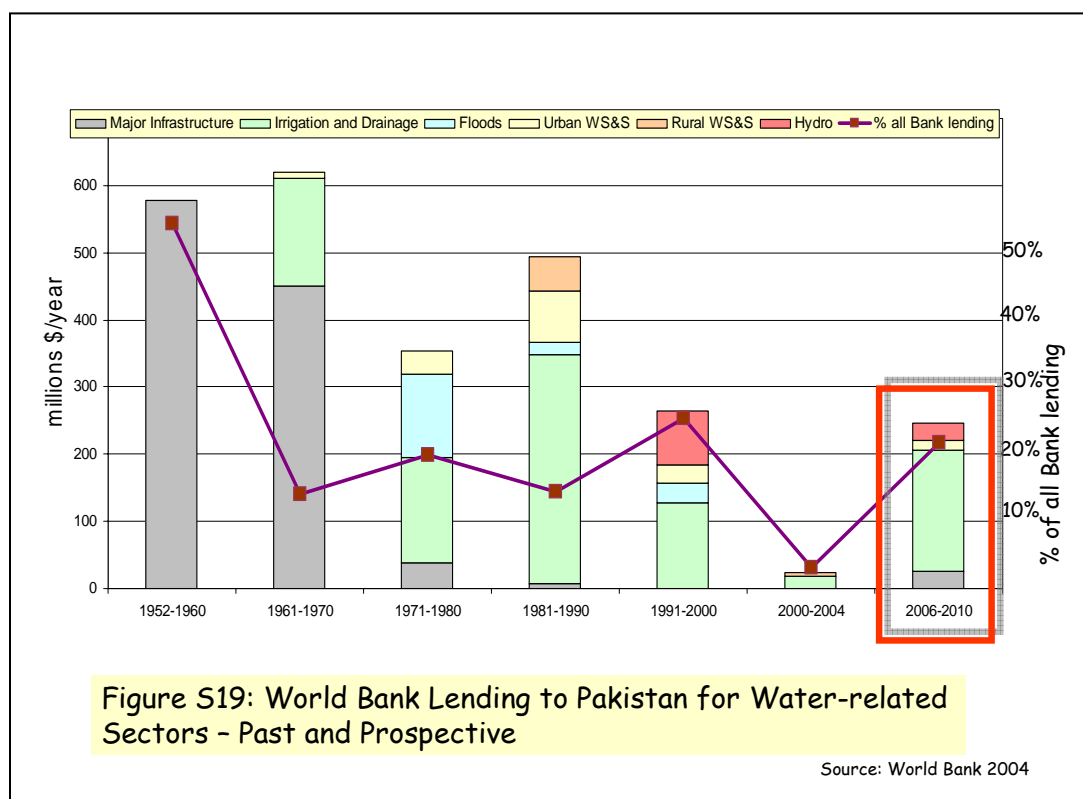 Major Infrastructure Irrigation and Drainage Floods Urban WS&S Rural WS&S Hydro % all Bank lending
600
500
400
300
200
100
0
millions $/year
50%
40%
30%
20%
10%
% of all Bank lending
1952-1960 1961-1970 1971-1980 1981-1990 1991-2000 2000-2004 2006-2010
Figure S19: World Bank Lending to Pakistan for Water-related
Sectors – Past and Prospective
Source: World Bank 2004